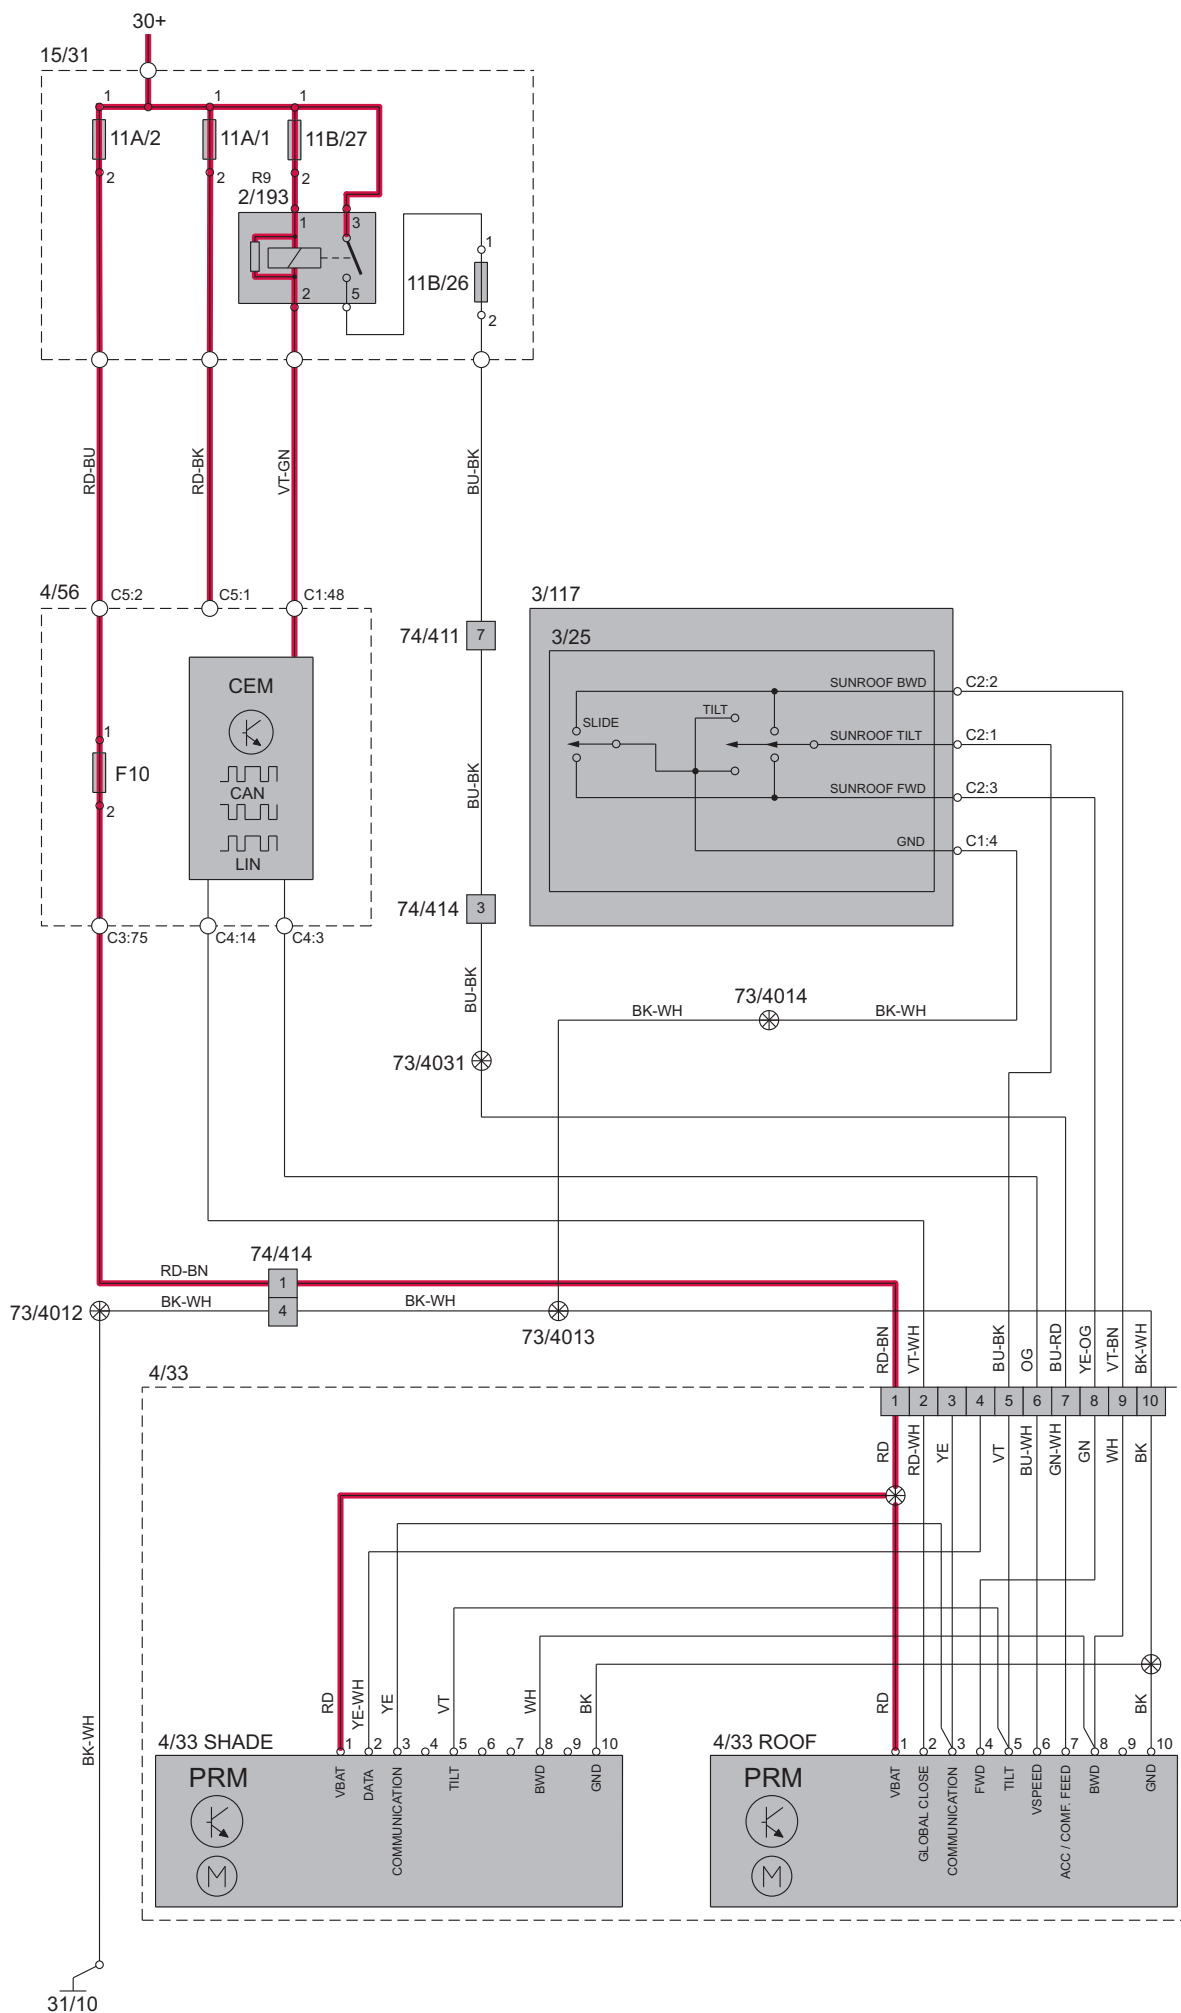 30+
15/31
1 1 1
11A/2 11A/1 11B/27
2 2 2
R9
2/193
1 3
1
11B/26
2 5
2
RD-BU RD-BK VT-GN BU-BK
4/56 C5:2 C5:1 C1:48
3/117
74/411 7
3/25
CEM
SUNROOF BWD C2:2
TILT
SLIDE
SUNROOF TILT C2:1
1
F10
2
CAN
LIN
BU-BK
SUNROOF FWD C2:3
GND C1:4
74/414 3
C3:75 C4:14 C4:3
BU-BK
73/4014
BK-WH BK-WH
73/4031
74/414
RD-BN 1
73/4012 BK-WH 4 BK-WH
73/4013
RD-BN VT-WH BU-BK OG BU-RD YE-OG VT-BN BK-WH
4/33
1 2 3 4 5 6 7 8 9 10
RD RD-WH YE VT BU-WH GN-WH GN WH BK
BK-WH
RD YE-WH YE VT WH BK RD BK
4/33 SHADE 1 2 3 4 5 6 7 8 9 10
PRM
VBAT DATA COMMUNICATION TILT BWD GND
M
4/33 ROOF 1 2 3 4 5 6 7 8 9 10
PRM
VBAT GLOBAL CLOSE COMMUNICATION FWD TILT VSPEED ACC / COMF. FEED BWD GND
M
31/10